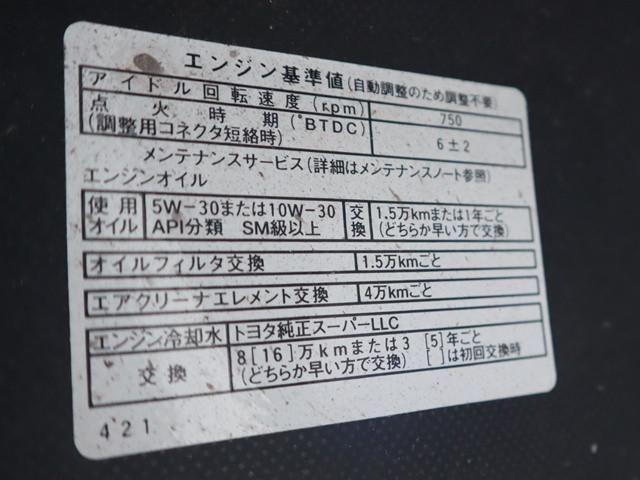 エンジン基準値(自動調整のため調整不要)
アイドル回転速度(rpm) 750
点火時期(°BTDC) 6±2
(調整用コネクタ短絡時)
メンテナンスサービス(詳細はメンテナンスノート参照)
エンジンオイル
使用 5W-30または10W-30 交 1.5万kmまたは1年ごと
オイル API分類 SM級以上 換 (どちらか早い方で交換)
オイルフィルタ交換 1.5万kmごと
エアクリーナエレメント交換 4万kmごと
エンジン冷却水 トヨタ純正スーパーLLC
交換 8[16]万kmまたは3[5]年ごと
(どちらか早い方で交換) [ ]は初回交換時
421